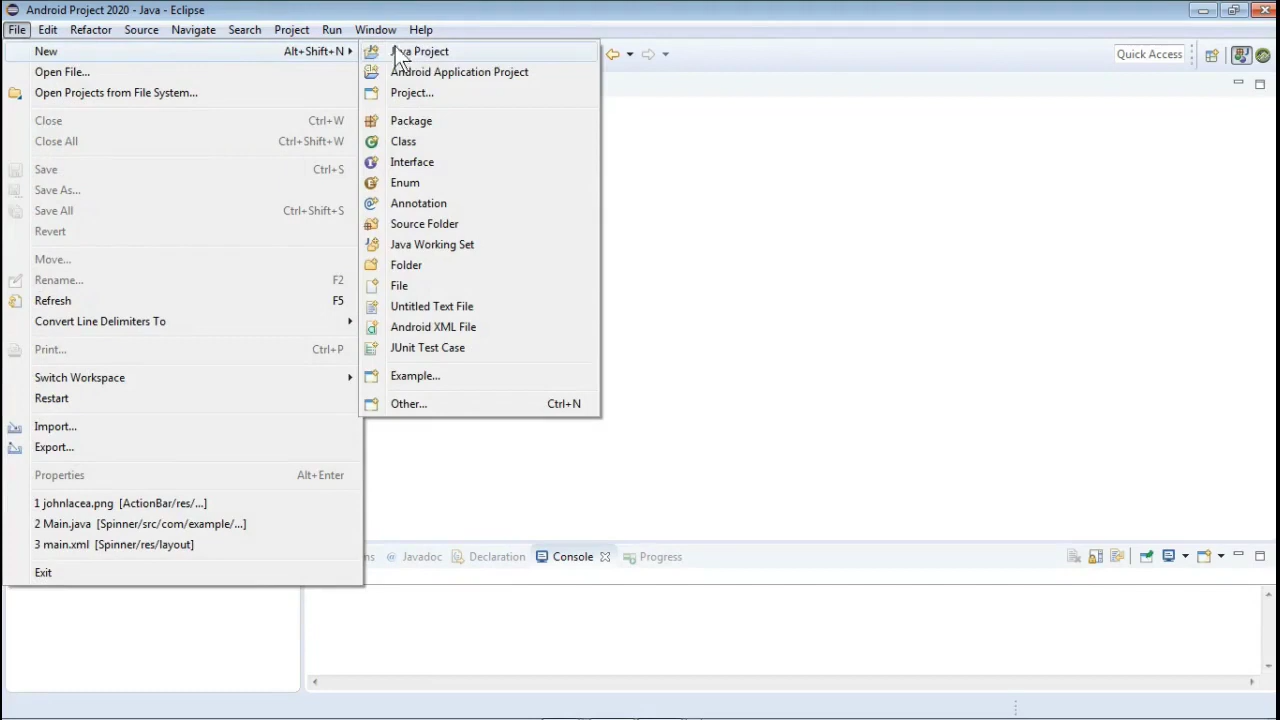 Android Project 2020 - Java - Eclipse
File Edit Refactor Source Navigate Search Project Run Window Help
New Alt+Shift+N
Open File...
Open Projects from File System...
Close Ctrl+W
Close All Ctrl+Shift+W
Save Ctrl+S
Save As...
Save All Ctrl+Shift+S
Revert
Move...
Rename... F2
Refresh F5
Convert Line Delimiters To
Print... Ctrl+P
Switch Workspace
Restart
Import...
Export...
Properties Alt+Enter
1 johnlacea.png [ActionBar/res/...]
2 Main.java [Spinner/src/com/example/...]
3 main.xml [Spinner/res/layout]
Exit
Java Project
Android Application Project
Project...
Package
Class
Interface
Enum
Annotation
Source Folder
Java Working Set
Folder
File
Untitled Text File
Android XML File
JUnit Test Case
Example...
Other... Ctrl+N
Quick Access
Javadoc Declaration Console Progress